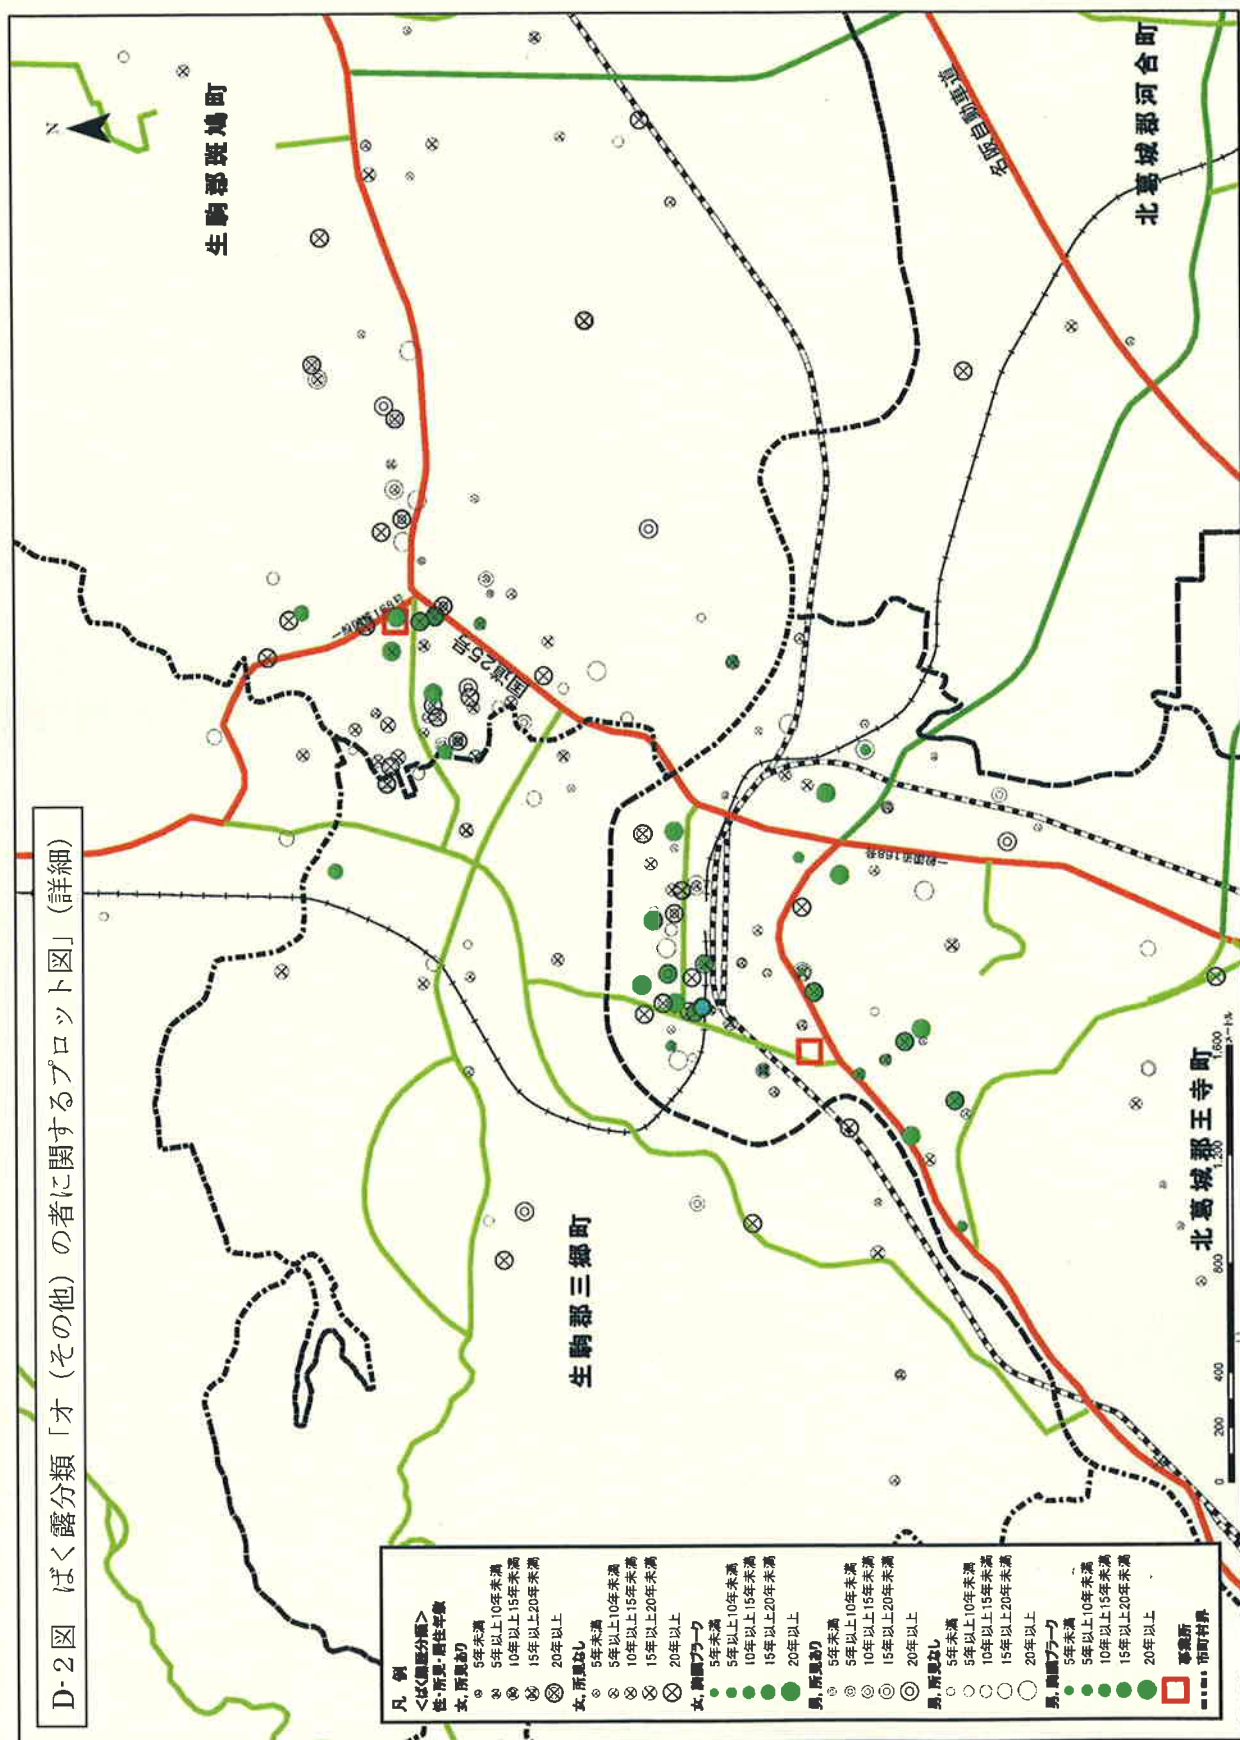 D-2図 ばく露分類「オ（その他）の者に関するプロット図」（詳細）
N
生駒郡斑鳩町
名阪自動車道
北葛城郡河合町
国道25号
一般国道168号
生駒郡三郷町
北葛城郡王寺町
0 200 400 800 1,200 1,600
メートル
凡 例
<ばく露歴分類>
性・所見・居住年数
女, 所見あり
5年未満
5年以上10年未満
10年以上15年未満
15年以上20年未満
20年以上
女, 所見なし
5年未満
5年以上10年未満
10年以上15年未満
15年以上20年未満
20年以上
女, 胸膜プラーク
5年未満
5年以上10年未満
10年以上15年未満
15年以上20年未満
20年以上
男, 所見あり
5年未満
5年以上10年未満
10年以上15年未満
15年以上20年未満
20年以上
男, 所見なし
5年未満
5年以上10年未満
10年以上15年未満
15年以上20年未満
20年以上
男, 胸膜プラーク
5年未満
5年以上10年未満
10年以上15年未満
15年以上20年未満
20年以上
事業所
市町村界